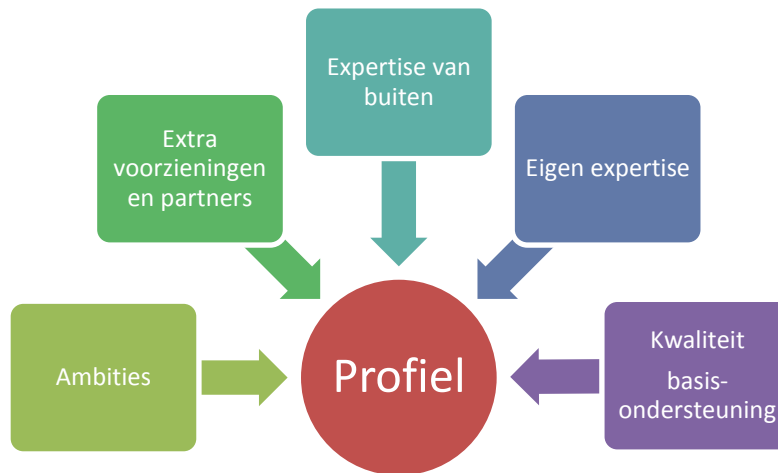 Expertise van
buiten
Extra
voorzieningen
en partners
Eigen expertise
Ambities
Profiel
Kwaliteit
basis-
ondersteuning